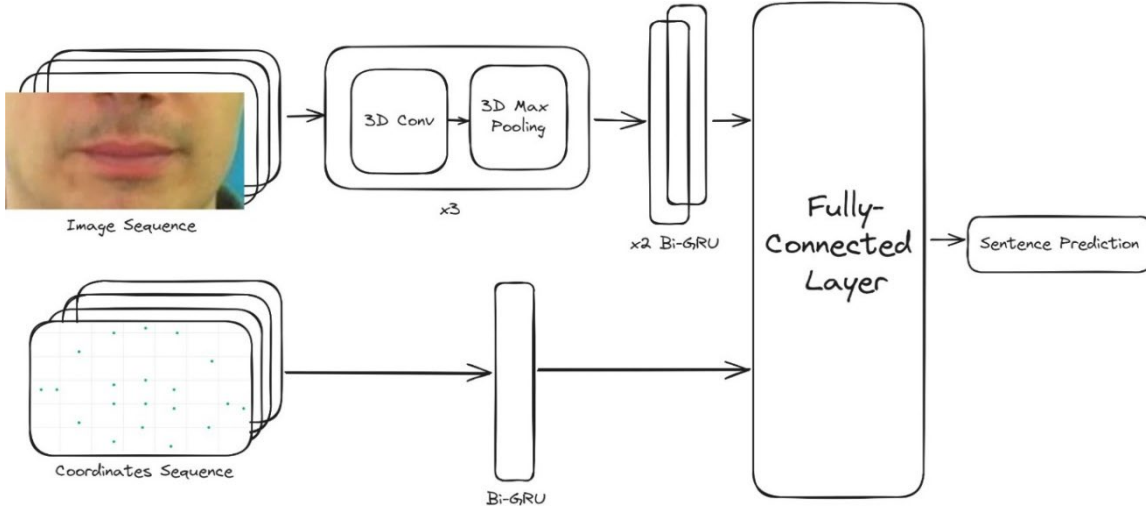 3D Conv
3D Max
Pooling
x3
Image Sequence
x2 Bi-GRU
Fully-
Connected
Layer
Sentence Prediction
Coordinates Sequence
Bi-GRU